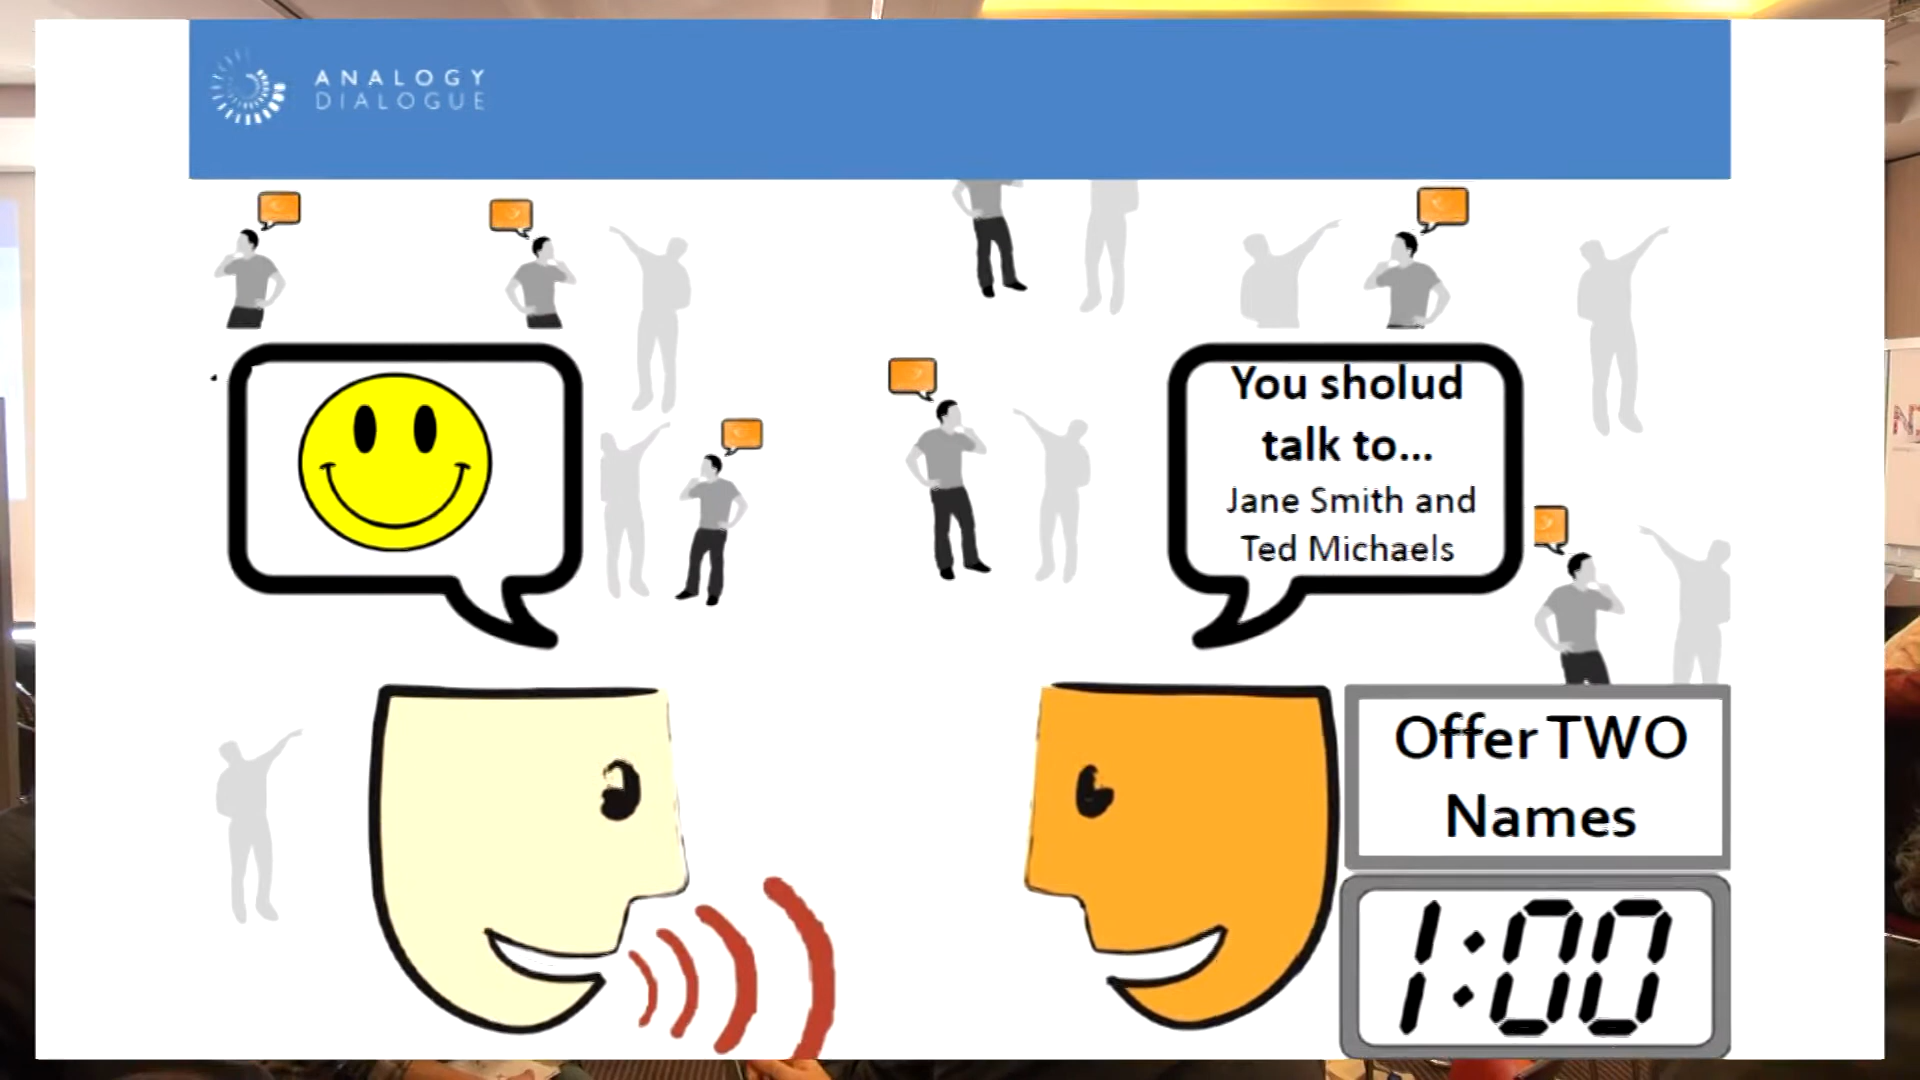 ANALOGY
DIALOGUE
You sholud
talk to...
Jane Smith and
Ted Michaels
Offer TWO
Names
1:00